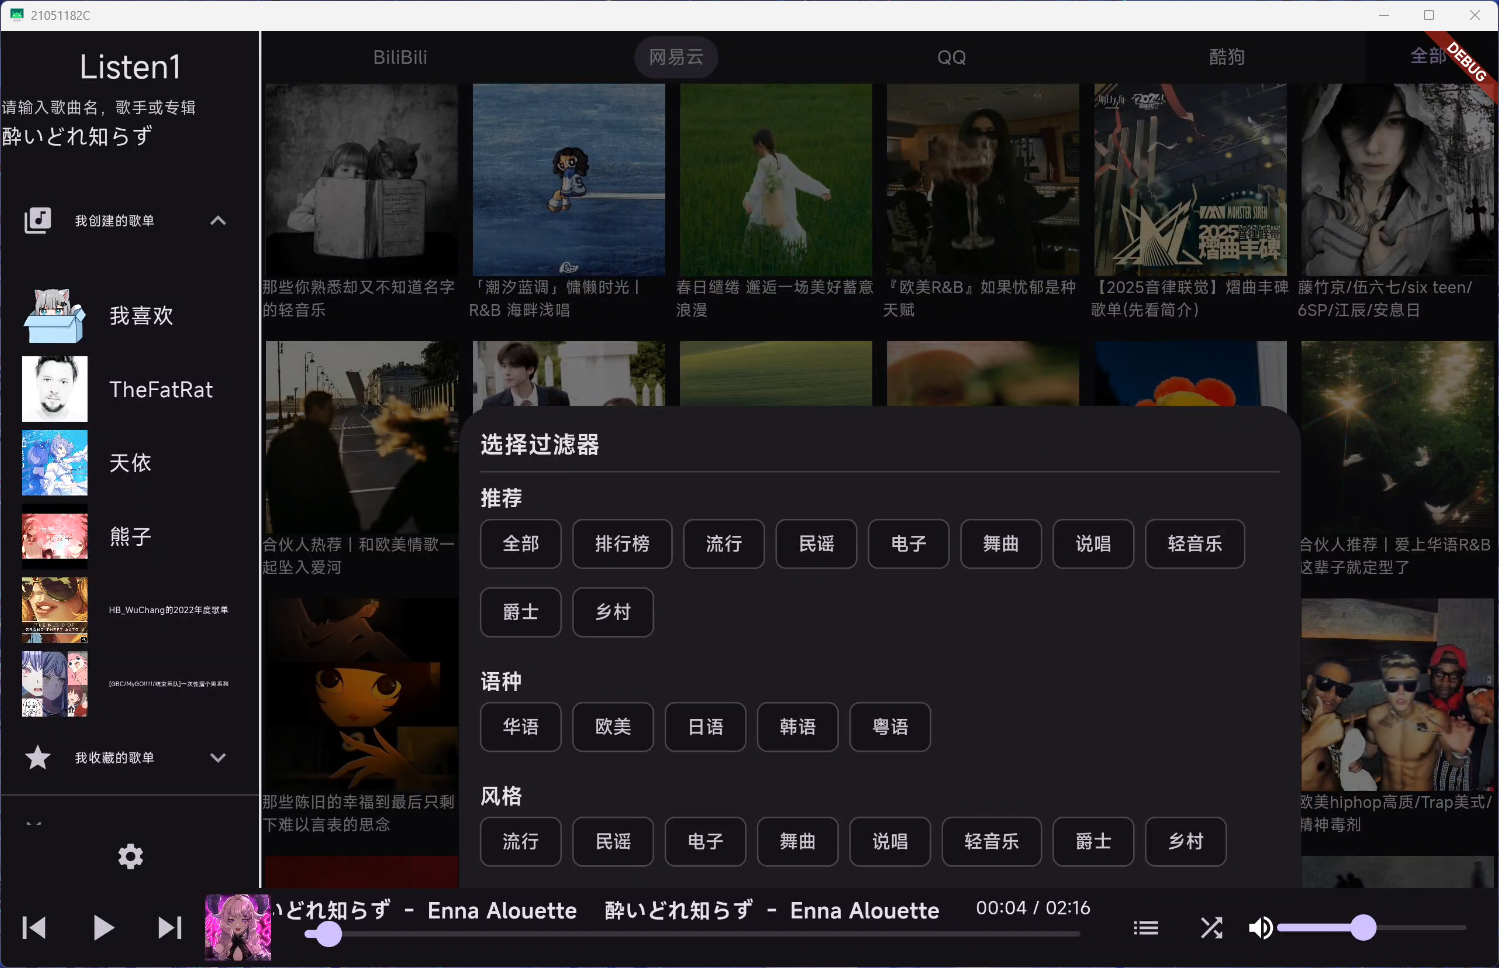 21051182C
Listen1
请输入歌曲名，歌手或专辑
酔いどれ知らず
我创建的歌单
我喜欢
TheFatRat
天依
熊子
HB_WuChang的2022年度歌单
我收藏的歌单
BiliBili
网易云
QQ
酷狗
全部
DEBUG
MONSTER SIREN
2025音律联觉
熠曲丰碑
那些你熟悉却又不知道名字
的轻音乐
「潮汐蓝调」慵懒时光 |
R&B 海畔浅唱
春日缱绻 邂逅一场美好蓄意
浪漫
『欧美R&B』如果忧郁是种
天赋
【2025音律联觉】熠曲丰碑
歌单(先看简介)
藤竹京/伍六七/six teen/
6SP/江辰/安息日
合伙人热荐丨和欧美情歌一
起坠入爱河
合伙人推荐丨爱上华语R&B
这辈子就定型了
那些陈旧的幸福到最后只剩
下难以言表的思念
欧美hiphop高质/Trap美式/
精神毒剂
选择过滤器
推荐
全部
排行榜
流行
民谣
电子
舞曲
说唱
轻音乐
爵士
乡村
语种
华语
欧美
日语
韩语
粤语
风格
流行
民谣
电子
舞曲
说唱
轻音乐
爵士
乡村
いどれ知らず - Enna Alouette 酔いどれ知らず - Enna Alouette
00:04 / 02:16